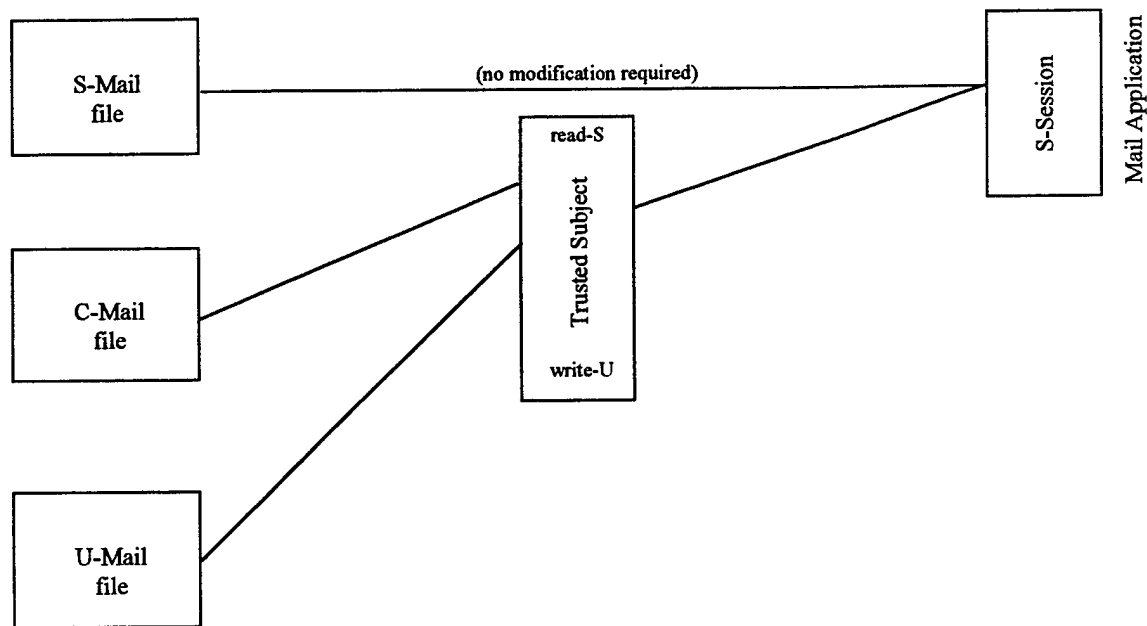 S-Mail
file
(no modification required)
S-Session
Mail Application
read-S
Trusted Subject
write-U
C-Mail
file
U-Mail
file